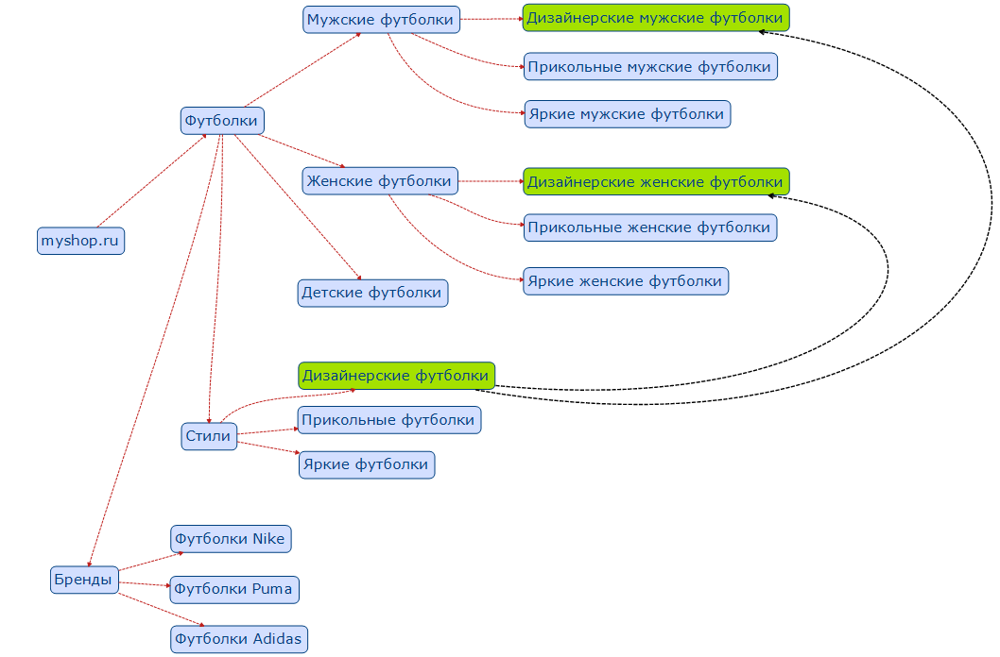 Мужские футболки
Дизайнерские мужские футболки
Прикольные мужские футболки
Яркие мужские футболки
Футболки
Женские футболки
Дизайнерские женские футболки
Прикольные женские футболки
myshop.ru
Яркие женские футболки
Детские футболки
Дизайнерские футболки
Прикольные футболки
Стили
Яркие футболки
Футболки Nike
Бренды
Футболки Puma
Футболки Adidas